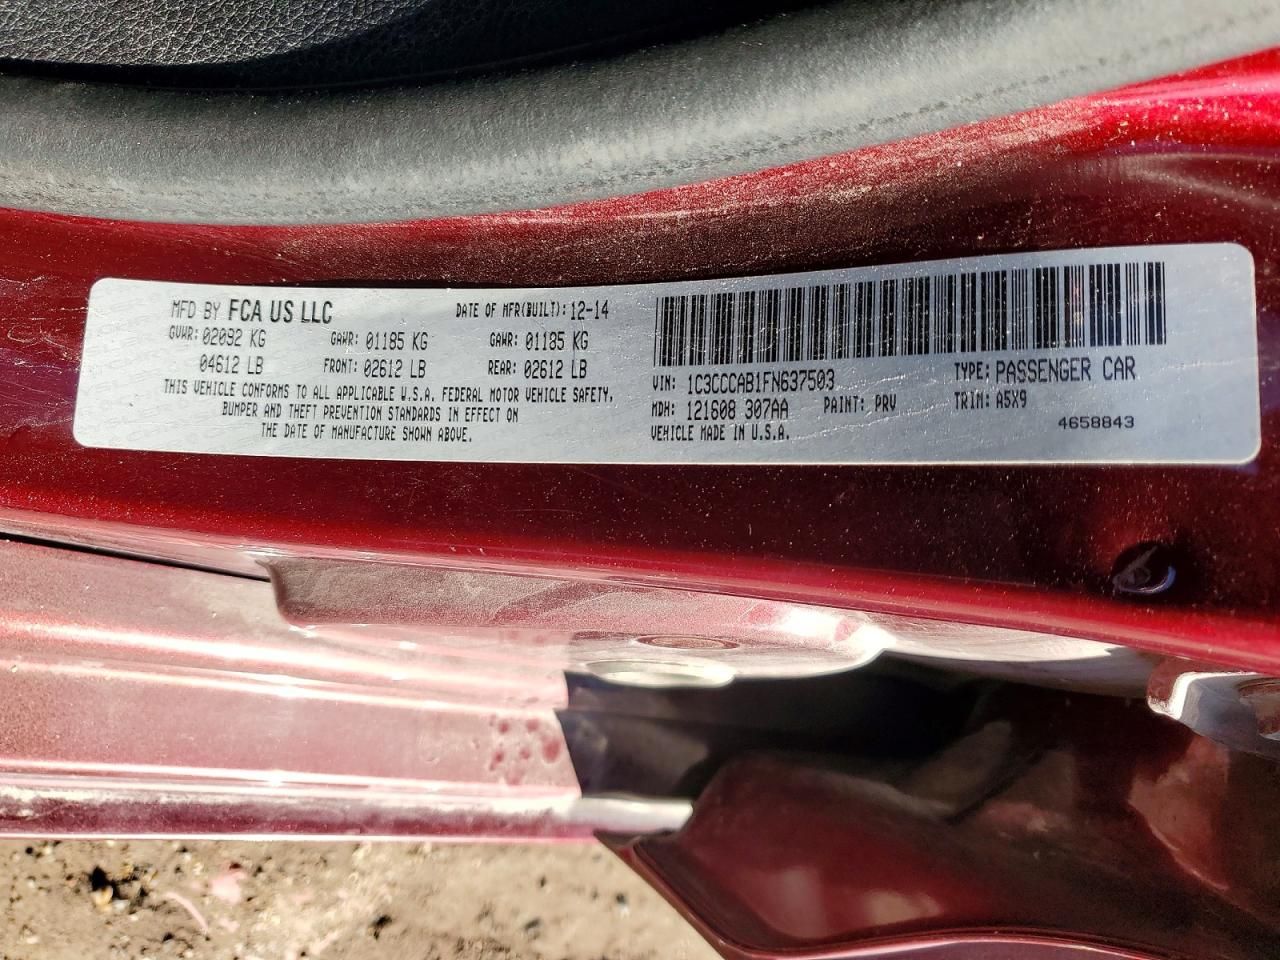 MFD BY FCA US LLC DATE OF MFR(BUILT): 12-14
GVWR: 02092 KG GAWR: 01185 KG GAWR: 01185 KG
04612 LB FRONT: 02612 LB REAR: 02612 LB
THIS VEHICLE CONFORMS TO ALL APPLICABLE U.S.A. FEDERAL MOTOR VEHICLE SAFETY,
BUMPER AND THEFT PREVENTION STANDARDS IN EFFECT ON
THE DATE OF MANUFACTURE SHOWN ABOVE.
VIN: 1C3CCCAB1FN637503 TYPE: PASSENGER CAR
MDH: 121608 307AA PAINT: PRV TRIM: A5X9
VEHICLE MADE IN U.S.A. 4658843